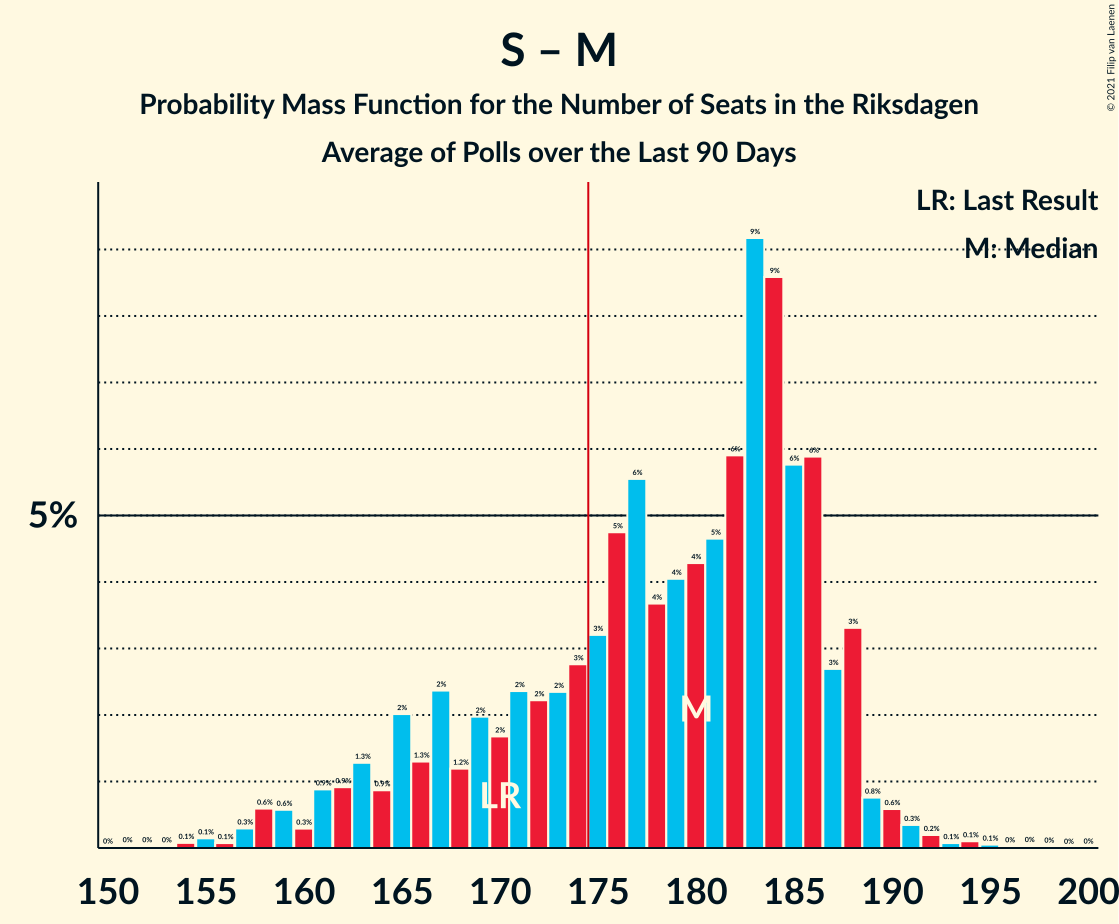 © 2021 Filip van Laenen
S – M
Probability Mass Function for the Number of Seats in the Riksdagen
Average of Polls over the Last 90 Days
LR: Last Result
M: Median
5%
0% 0% 0% 0% 0.1% 0.1% 0.1% 0.3% 0.6% 0.6% 0.3% 0.9% 0.9% 1.3% 0.9% 2% 1.3% 2% 1.2% 2% 2% 2% 2% 2% 3% 3% 5% 6% 4% 4% 4% 5% 6% 9% 9% 6% 6% 3% 3% 0.8% 0.6% 0.3% 0.2% 0.1% 0.1% 0.1% 0% 0% 0% 0% 0%
M
LR
150 155 160 165 170 175 180 185 190 195 200